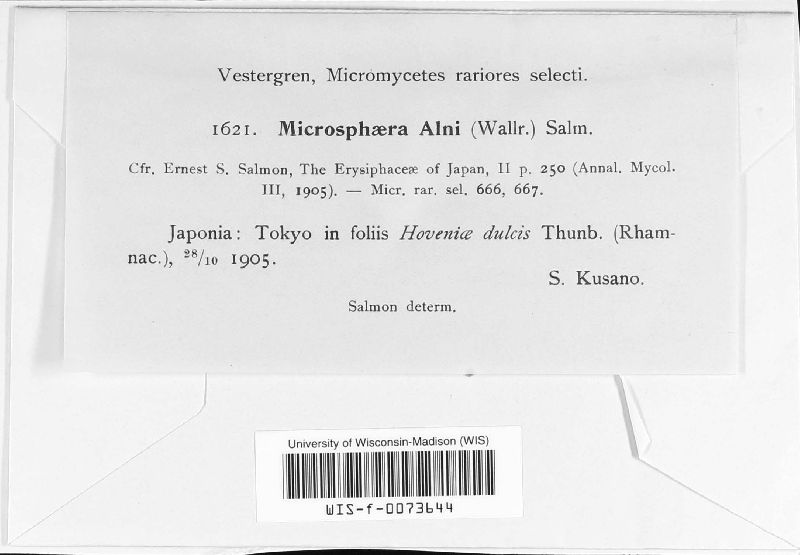 Vestergren, Micromycetes rariores selecti.
1621. Microsphæra Alni (Wallr.) Salm.
Cfr. Ernest S. Salmon, The Erysiphaceæ of Japan, II p. 250 (Annal. Mycol.
III, 1905). — Micr. rar. sel. 666, 667.
Japonia: Tokyo in foliis Hoveniæ dulcis Thunb. (Rham-
nac.), 28/10 1905.
S. Kusano.
Salmon determ.
University of Wisconsin-Madison (WIS)
WIS-f-0073644